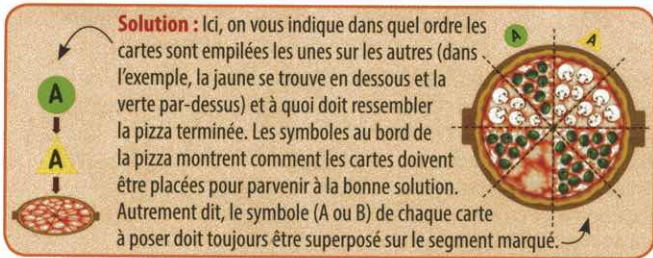 Solution : Ici, on vous indique dans quel ordre les
cartes sont empilées les unes sur les autres (dans
l'exemple, la jaune se trouve en dessous et la
verte par-dessus) et à quoi doit ressembler
la pizza terminée. Les symboles au bord de
la pizza montrent comment les cartes doivent
être placées pour parvenir à la bonne solution.
Autrement dit, le symbole (A ou B) de chaque carte
à poser doit toujours être superposé sur le segment marqué.
A
A
A
A